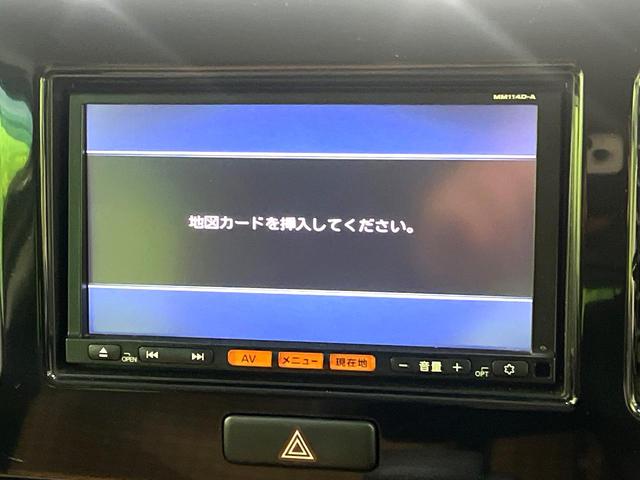 MM114D-A
地図カードを挿入してください。
OPEN
AV
メニュー
現在地
− 音量 +
OPT